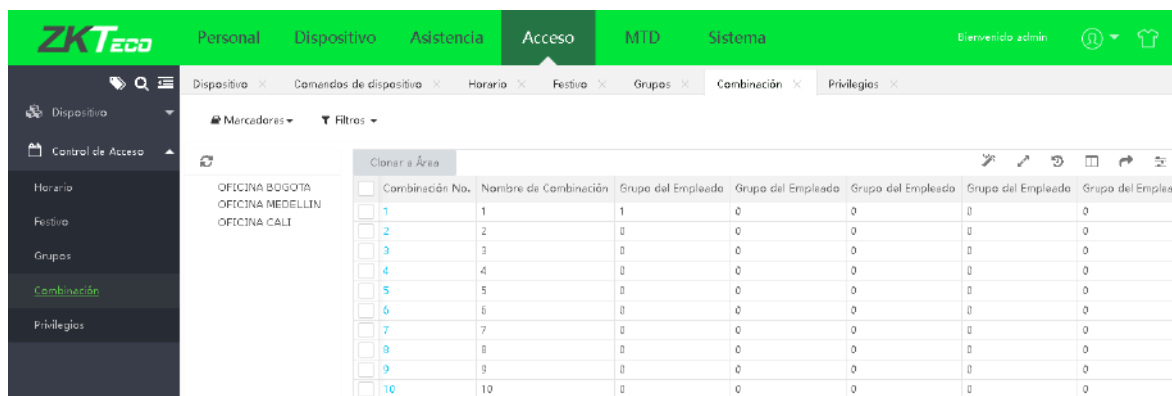 ZKTeco Personal Dispositivo Asistencia Acceso MTD Sistema Bienvenido admin
Dispositivo Comandos de dispositivo Horario Festivo Grupos Combinación Privilegios
Dispositivo
Marcadores Filtros
Control de Acceso
Clonar a Área
Horario
Festivo
Grupos
Combinación
Privilegios
OFICINA BOGOTA
OFICINA MEDELLIN
OFICINA CALI
Combinación No. Nombre de Combinación Grupo del Empleado Grupo del Empleado Grupo del Empleado Grupo del Empleado Grupo del Emplea
1 1 1 0 0 0 0
2 2 0 0 0 0 0
3 3 0 0 0 0 0
4 4 0 0 0 0 0
5 5 0 0 0 0 0
6 6 0 0 0 0 0
7 7 0 0 0 0 0
8 8 0 0 0 0 0
9 9 0 0 0 0 0
10 10 0 0 0 0 0